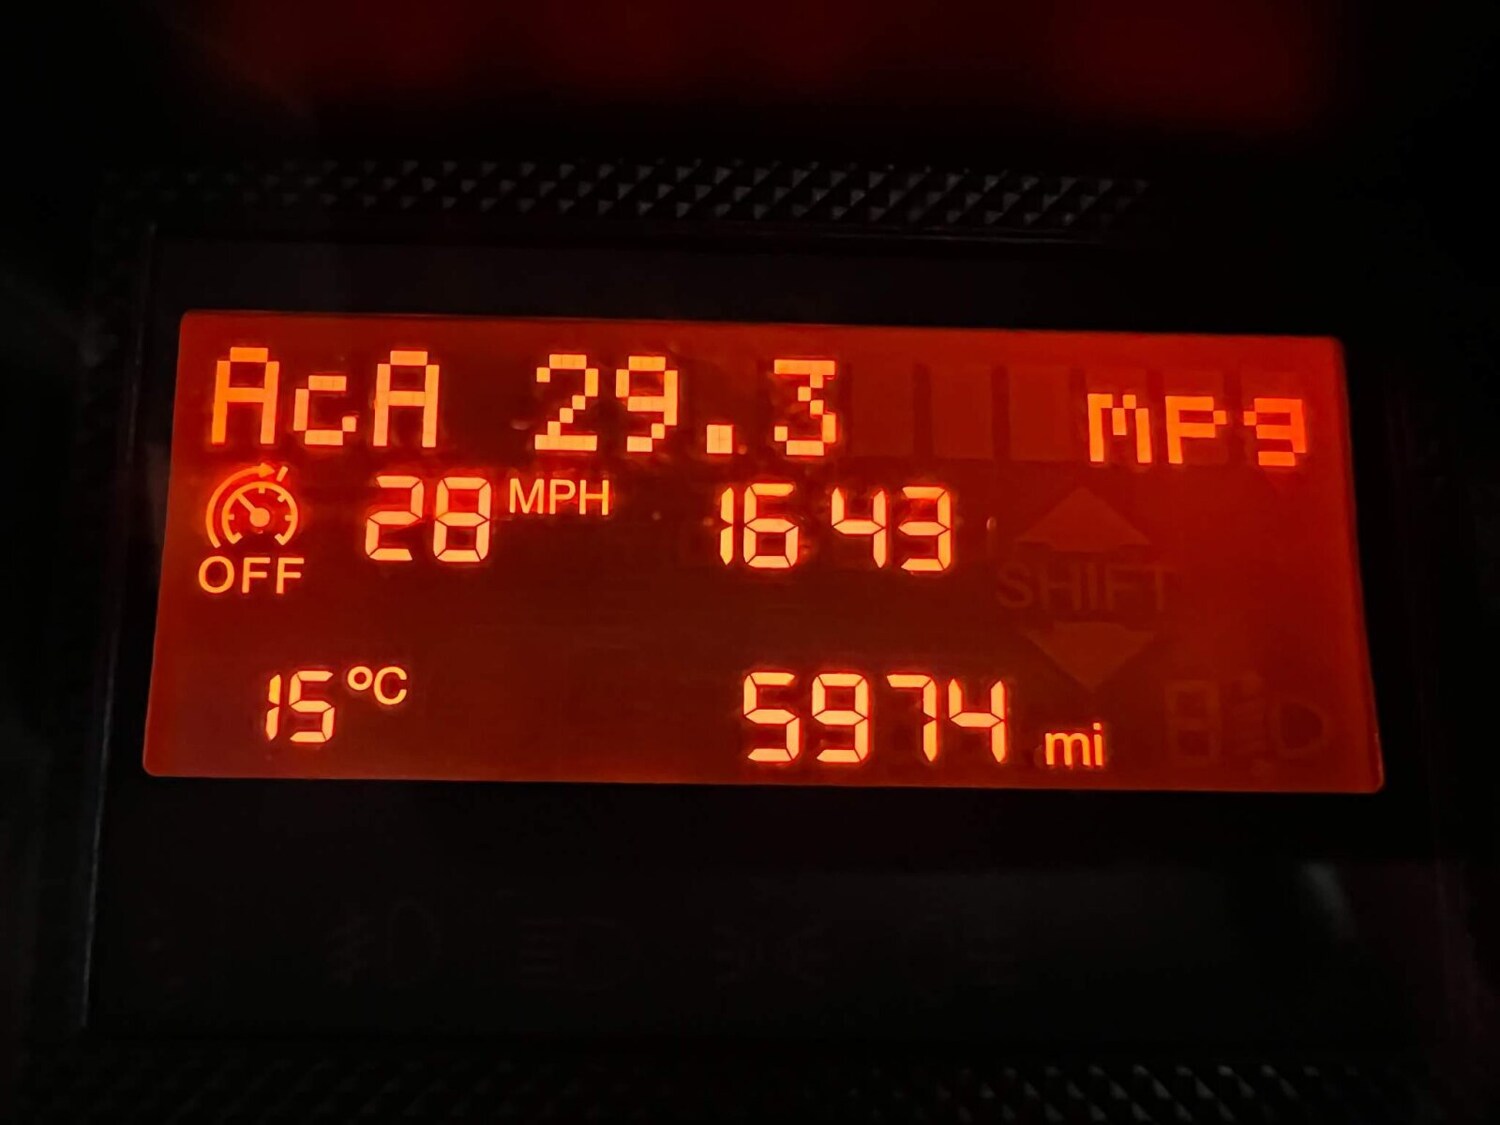 AcA 29.3 mPg
28 MPH 16 43
OFF
SHIFT
15 °C 5974 mi